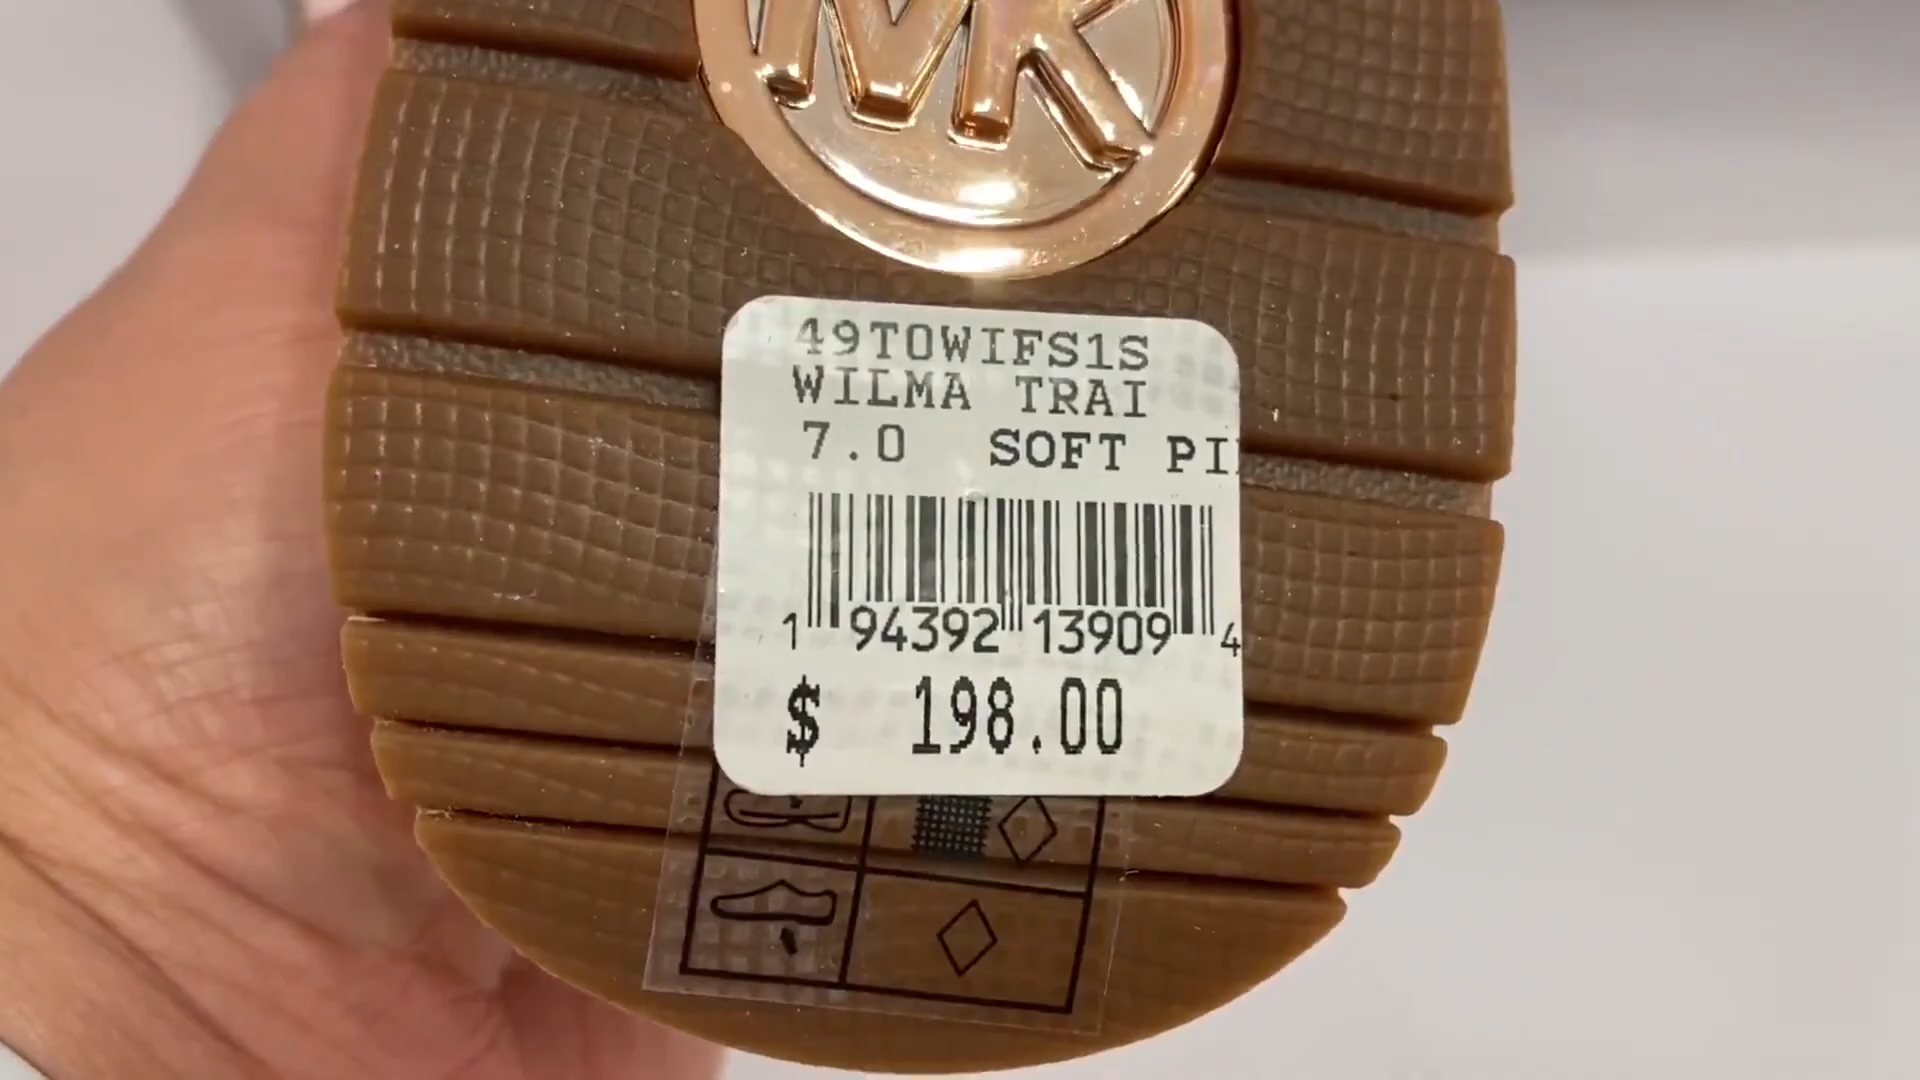 MK
49T0WIFS1S
WILMA TRAI
7.0 SOFT PI
1 94392 13909 4
$ 198.00